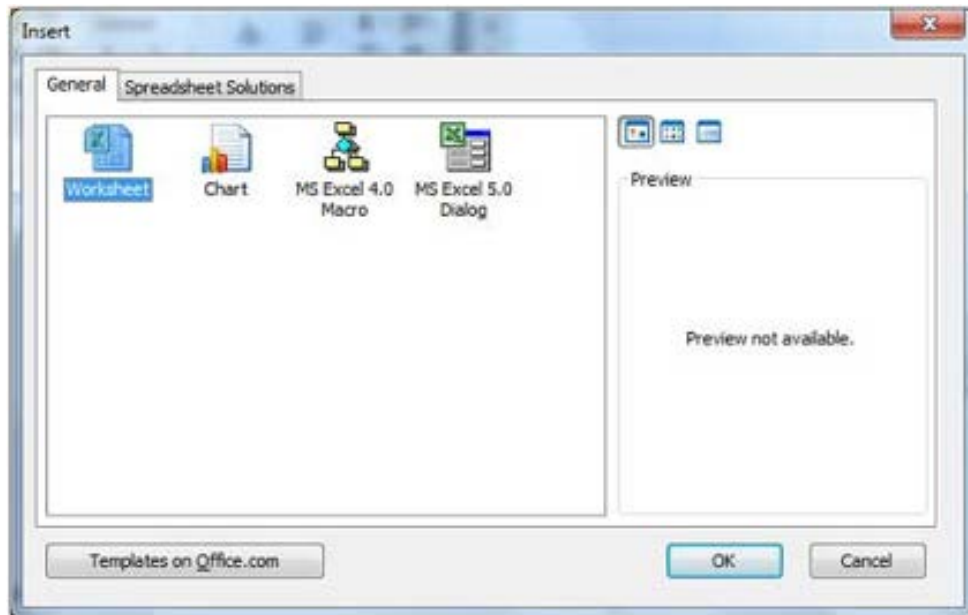 Insert
General
Spreadsheet Solutions
Worksheet
Chart
MS Excel 4.0
Macro
MS Excel 5.0
Dialog
Preview
Preview not available.
Templates on Office.com
OK
Cancel